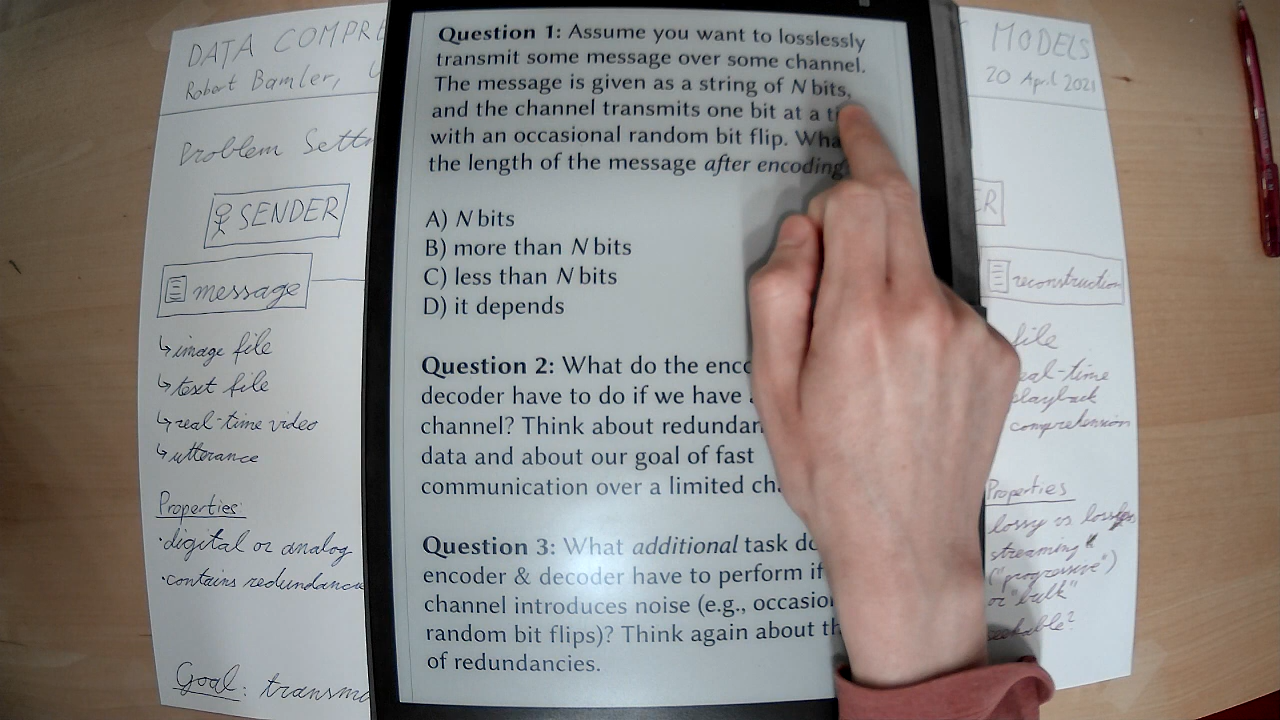 DATA COMPRE
Robert Bamler, U
Problem Sett
SENDER
message
↳ image file
↳ text file
↳ real-time video
↳ utterance
Properties:
· digital or analog
· contains redundanc
Goal: transm
Question 1: Assume you want to losslessly
transmit some message over some channel.
The message is given as a string of N bits,
and the channel transmits one bit at a
with an occasional random bit flip.
the length of the message after encoding
A) N bits
B) more than N bits
C) less than N bits
D) it depends
Question 2: What do the enc
decoder have to do if we have
channel? Think about redundan
data and about our goal of fast
communication over a limited ch
Question 3: What additional task do
encoder & decoder have to perform if
channel introduces noise (e.g., occasio
random bit flips)? Think again about th
of redundancies.
MODELS
20 April 2021
ER
reconstruction
file
real-time
playback
comprehension
Properties
lossy vs. lossless
streaming"
("progressive")
or "bulk"
seekable?